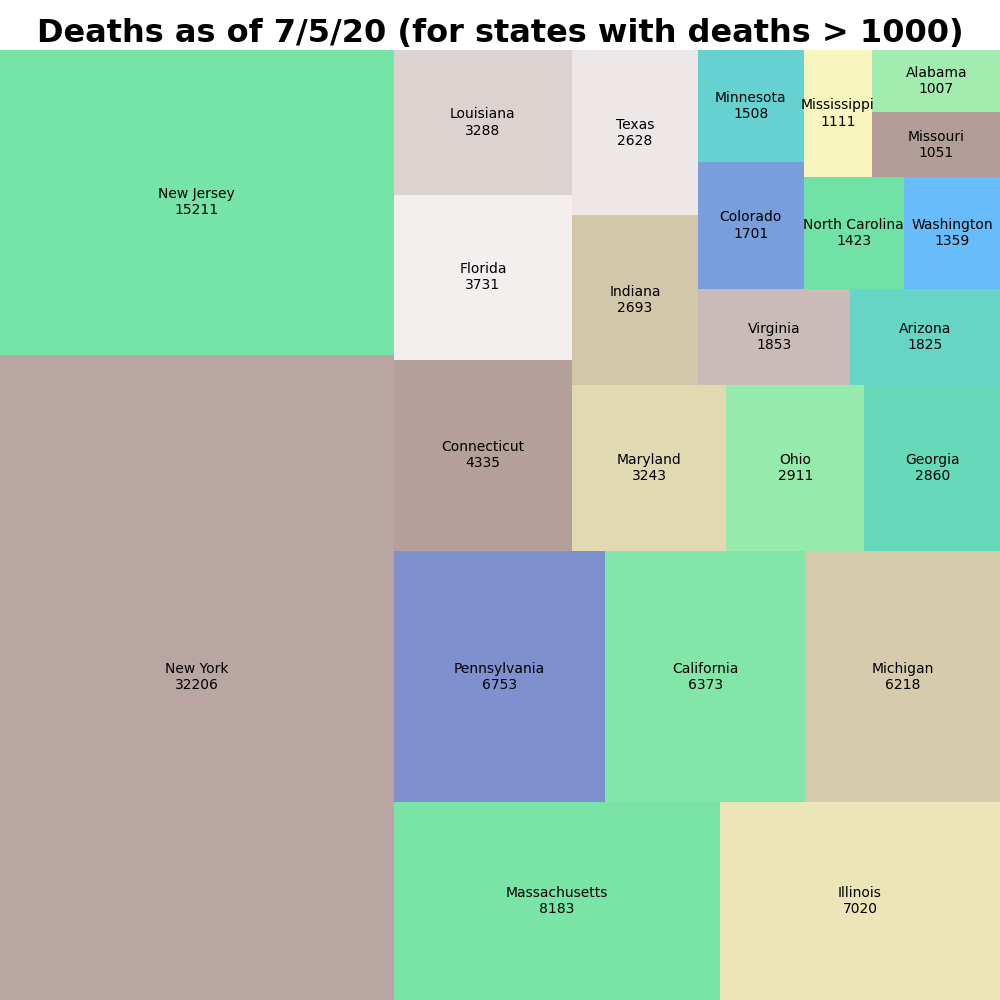 Deaths as of 7/5/20 (for states with deaths > 1000)
New Jersey
15211
Louisiana
3288
Texas
2628
Minnesota
1508
Mississippi
1111
Alabama
1007
Missouri
1051
Florida
3731
Indiana
2693
Colorado
1701
North Carolina
1423
Washington
1359
Virginia
1853
Arizona
1825
Connecticut
4335
Maryland
3243
Ohio
2911
Georgia
2860
New York
32206
Pennsylvania
6753
California
6373
Michigan
6218
Massachusetts
8183
Illinois
7020